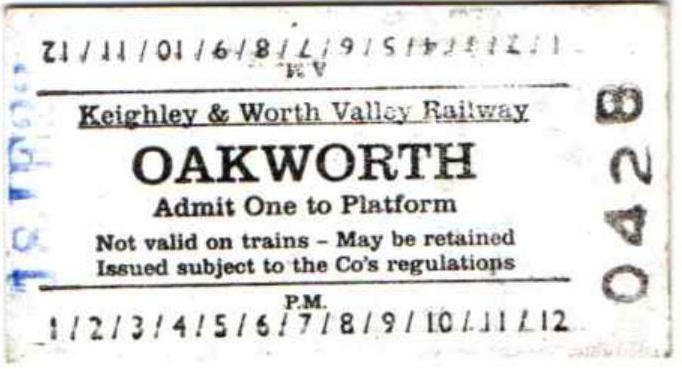 1/2/3/4/5/6/7/8/9/10/11/12
A.M.
Keighley & Worth Valley Railway
OAKWORTH
Admit One to Platform
Not valid on trains – May be retained
Issued subject to the Co's regulations
P.M.
1/2/3/4/5/6/7/8/9/10/11/12
0428